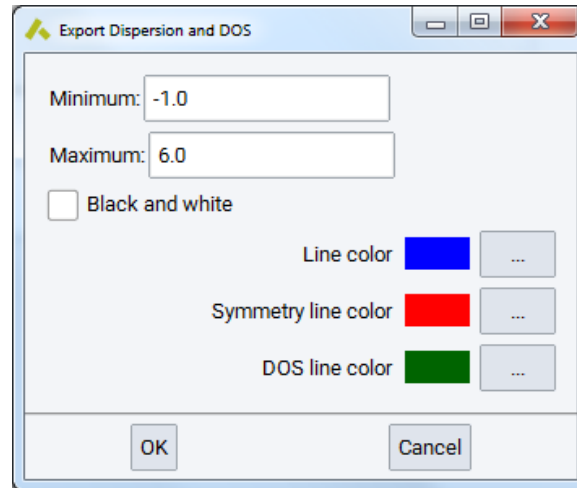 Export Dispersion and DOS
Minimum: -1.0
Maximum: 6.0
Black and white
Line color ...
Symmetry line color ...
DOS line color ...
OK Cancel